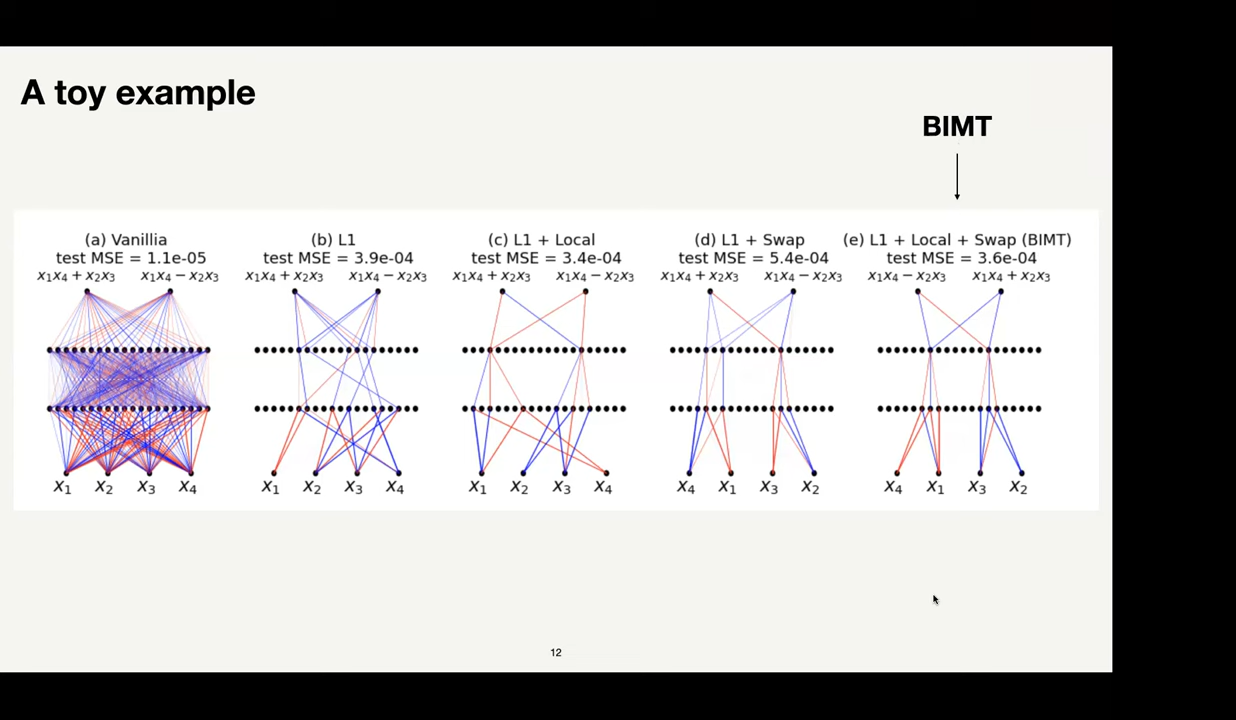 A toy example
BIMT
(a) Vanillia
test MSE = 1.1e-05
x₁x₄ + x₂x₃ x₁x₄ − x₂x₃
X₁ X₂ X₃ X₄
(b) L1
test MSE = 3.9e-04
x₁x₄ + x₂x₃ x₁x₄ − x₂x₃
X₁ X₂ X₃ X₄
(c) L1 + Local
test MSE = 3.4e-04
x₁x₄ + x₂x₃ x₁x₄ − x₂x₃
X₁ X₂ X₃ X₄
(d) L1 + Swap
test MSE = 5.4e-04
x₁x₄ + x₂x₃ x₁x₄ − x₂x₃
X₄ X₁ X₃ X₂
(e) L1 + Local + Swap (BIMT)
test MSE = 3.6e-04
x₁x₄ − x₂x₃ x₁x₄ + x₂x₃
X₄ X₁ X₃ X₂
12